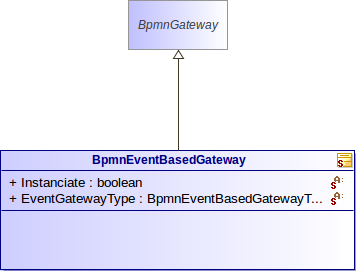 BpmnGateway
BpmnEventBasedGateway
+ Instanciate : boolean
+ EventGatewayType : BpmnEventBasedGatewayT...